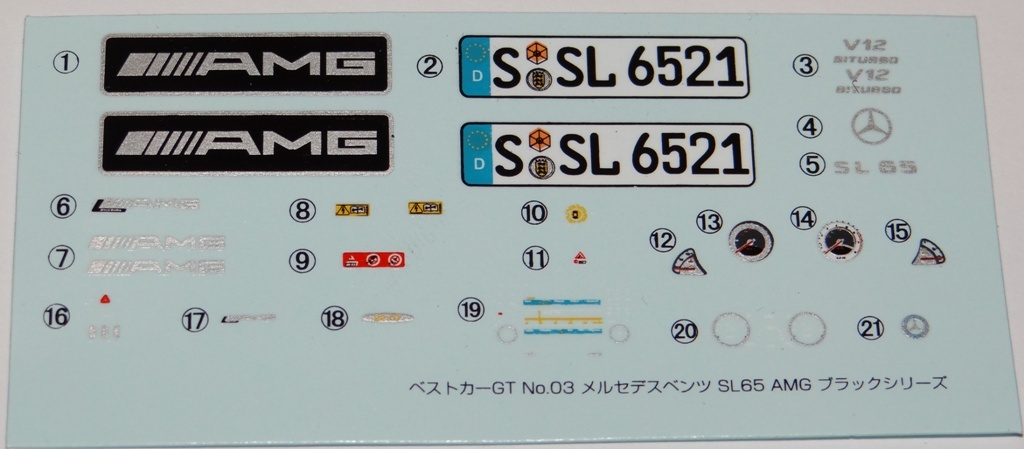 ① AMG
AMG
② D S SL 6521
D S SL 6521
③ V12
BITURBO
V12
BITURBO
④
⑤ SL 65
⑥ AMG
⑦ AMG
AMG
⑧
⑨
⑩
⑪
⑫
⑬
⑭
⑮
⑯
⑰
⑱
⑲
⑳
㉑
ベストカーGT No.03 メルセデスベンツ SL65 AMG ブラックシリーズ